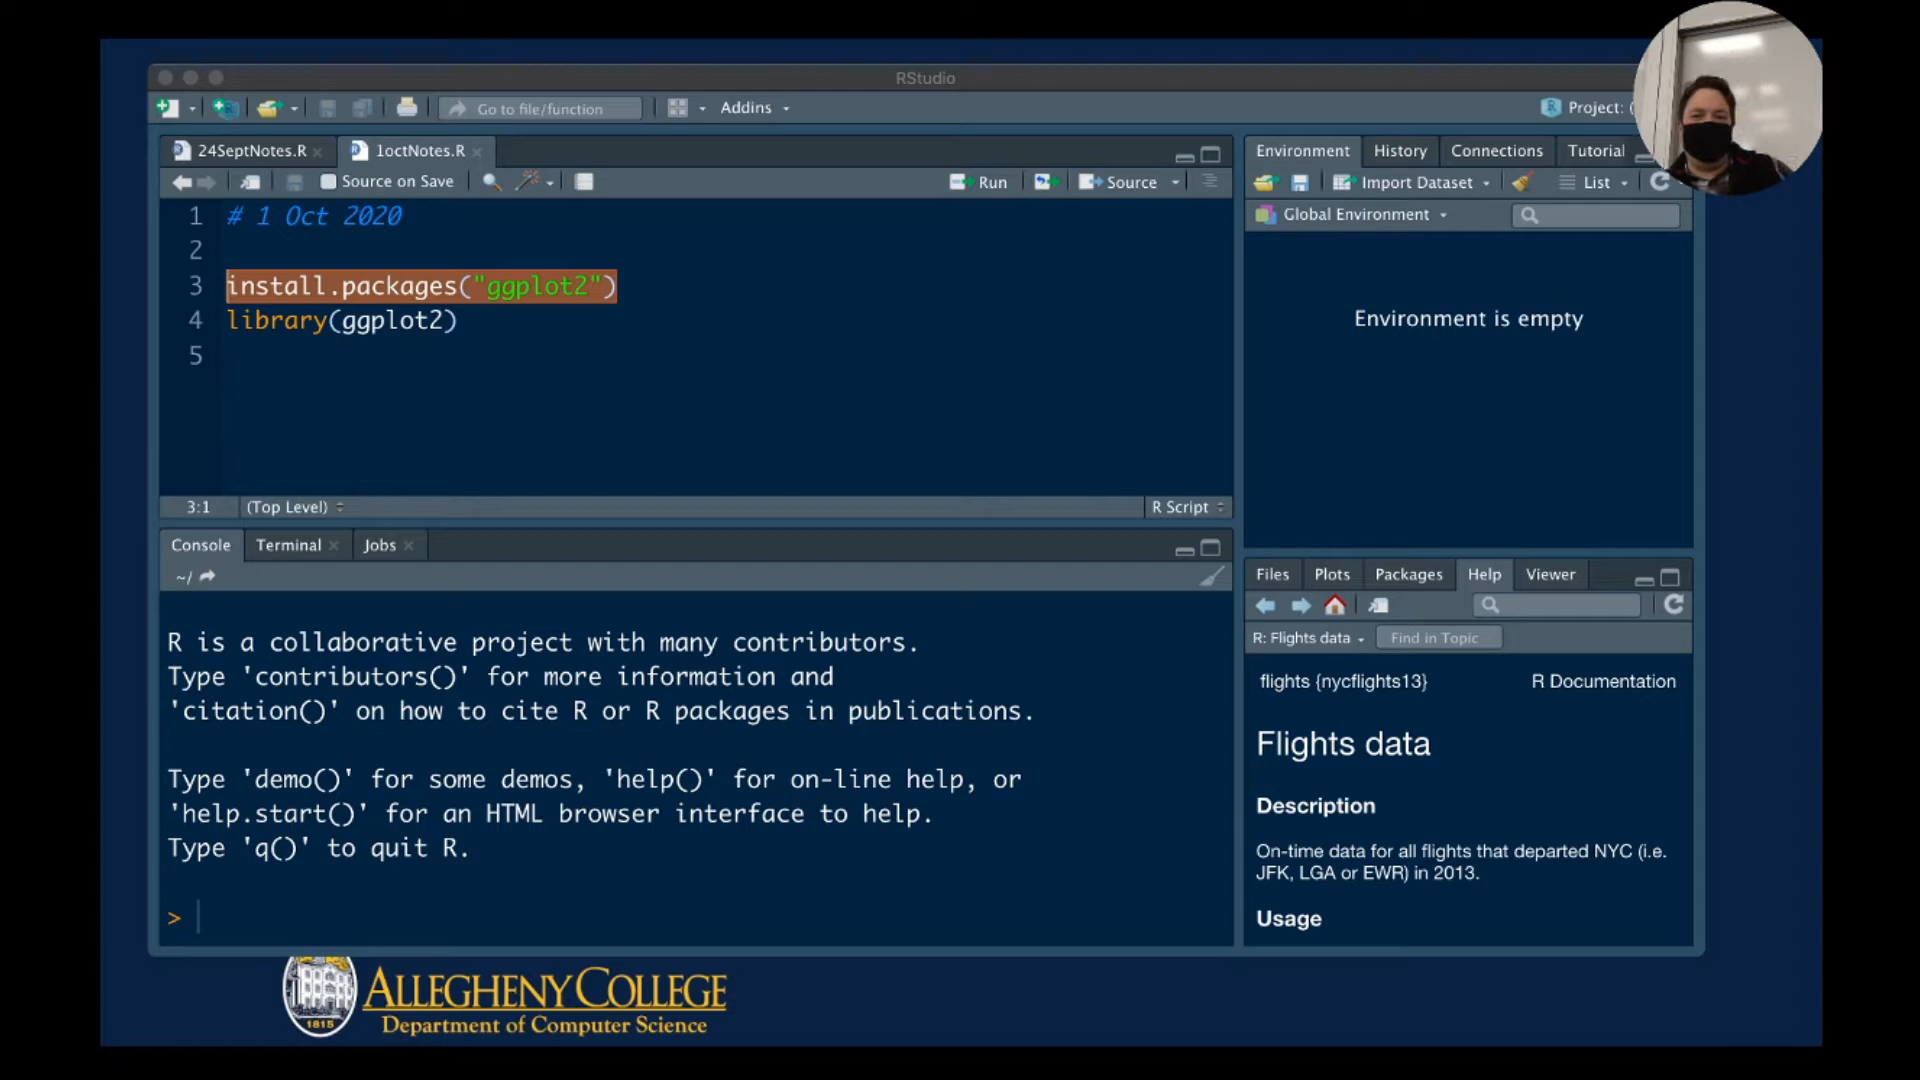 RStudio
Go to file/function
Addins
Project: (
24SeptNotes.R
1octNotes.R
Source on Save
Run
Source
1 # 1 Oct 2020
2
3 install.packages("ggplot2")
4 library(ggplot2)
5
3:1
(Top Level)
R Script
Console
Terminal
Jobs
~/
R is a collaborative project with many contributors.
Type 'contributors()' for more information and
'citation()' on how to cite R or R packages in publications.
Type 'demo()' for some demos, 'help()' for on-line help, or
'help.start()' for an HTML browser interface to help.
Type 'q()' to quit R.
>
Environment
History
Connections
Tutorial
Import Dataset
List
Global Environment
Environment is empty
Files
Plots
Packages
Help
Viewer
R: Flights data
Find in Topic
flights {nycflights13}
R Documentation
Flights data
Description
On-time data for all flights that departed NYC (i.e.
JFK, LGA or EWR) in 2013.
Usage
1815
ALLEGHENY COLLEGE
Department of Computer Science